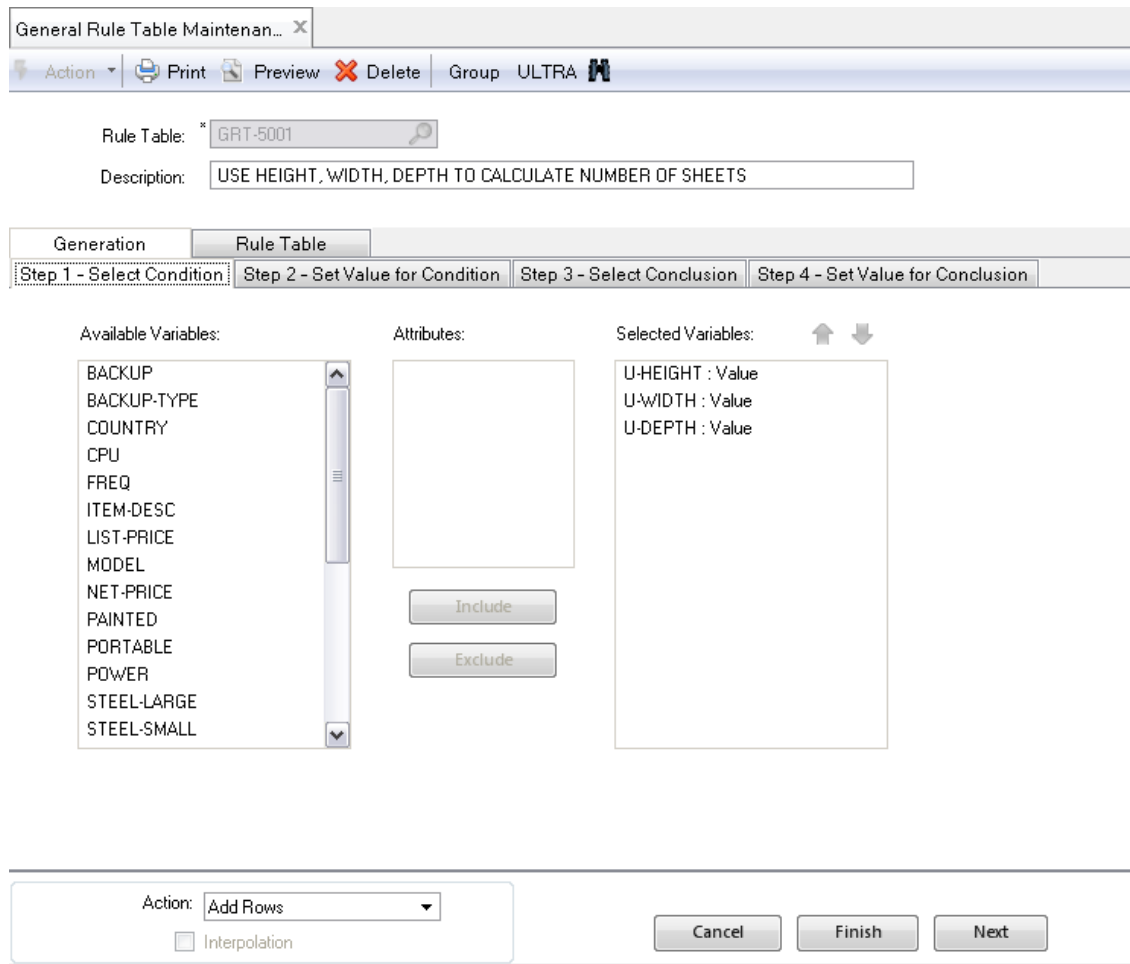 General Rule Table Maintenan...
Action Print Preview Delete Group ULTRA
Rule Table: * GRT-5001
Description: USE HEIGHT, WIDTH, DEPTH TO CALCULATE NUMBER OF SHEETS
Generation Rule Table
Step 1 - Select Condition Step 2 - Set Value for Condition Step 3 - Select Conclusion Step 4 - Set Value for Conclusion
Available Variables: Attributes: Selected Variables:
BACKUP U-HEIGHT : Value
BACKUP-TYPE U-WIDTH : Value
COUNTRY U-DEPTH : Value
CPU
FREQ
ITEM-DESC
LIST-PRICE
MODEL
NET-PRICE
Include
PAINTED
PORTABLE
Exclude
POWER
STEEL-LARGE
STEEL-SMALL
Action: Add Rows
Interpolation
Cancel Finish Next